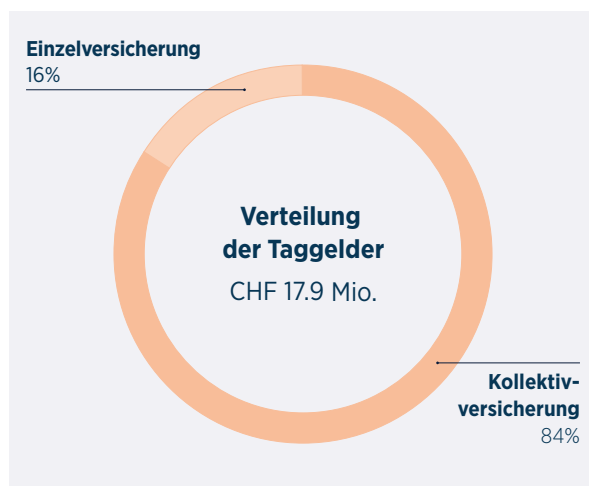 Einzelversicherung
16%
Verteilung
der Taggelder
CHF 17.9 Mio.
Kollektiv-
versicherung
84%